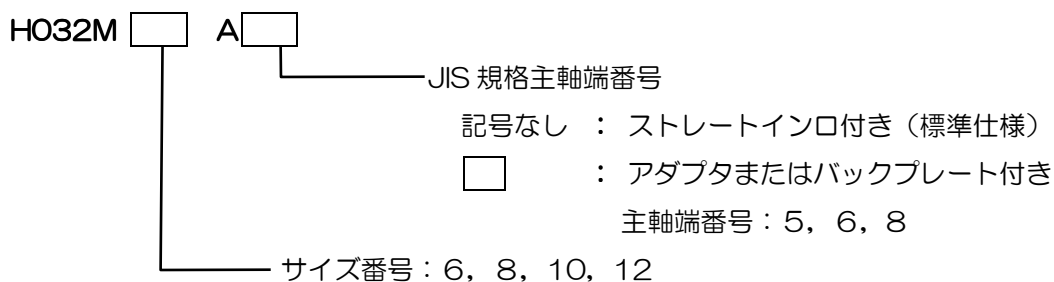 HO32M □ A□
JIS 規格主軸端番号
記号なし : ストレートインロ付き（標準仕様）
□ : アダプタまたはバックプレート付き
主軸端番号：5，6，8
サイズ番号：6，8，10，12